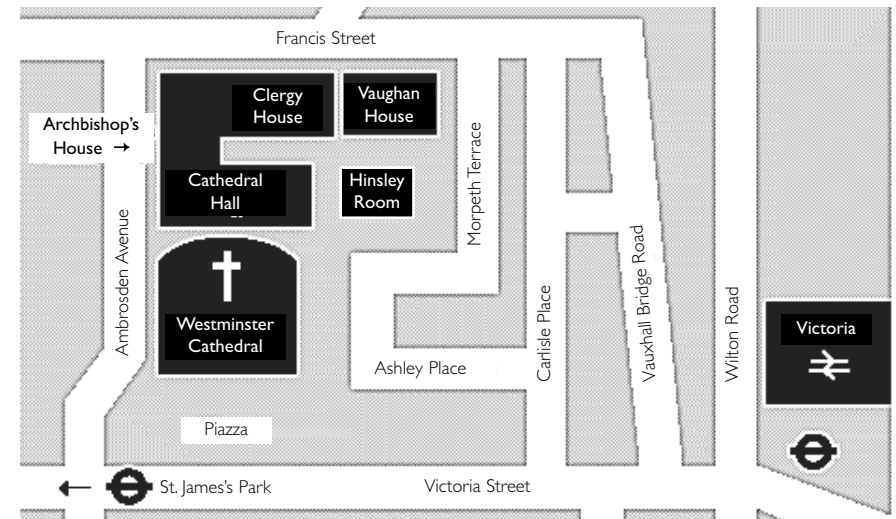 Francis Street
Clergy
House
Vaughan
House
Archbishop's
House →
Cathedral
Hall
Hinsley
Room
Morpeth Terrace
Ambrosden Avenue
Westminster
Cathedral
Ashley Place
Carlisle Place
Vauxhall Bridge Road
Wilton Road
Victoria
Piazza
St. James's Park
Victoria Street